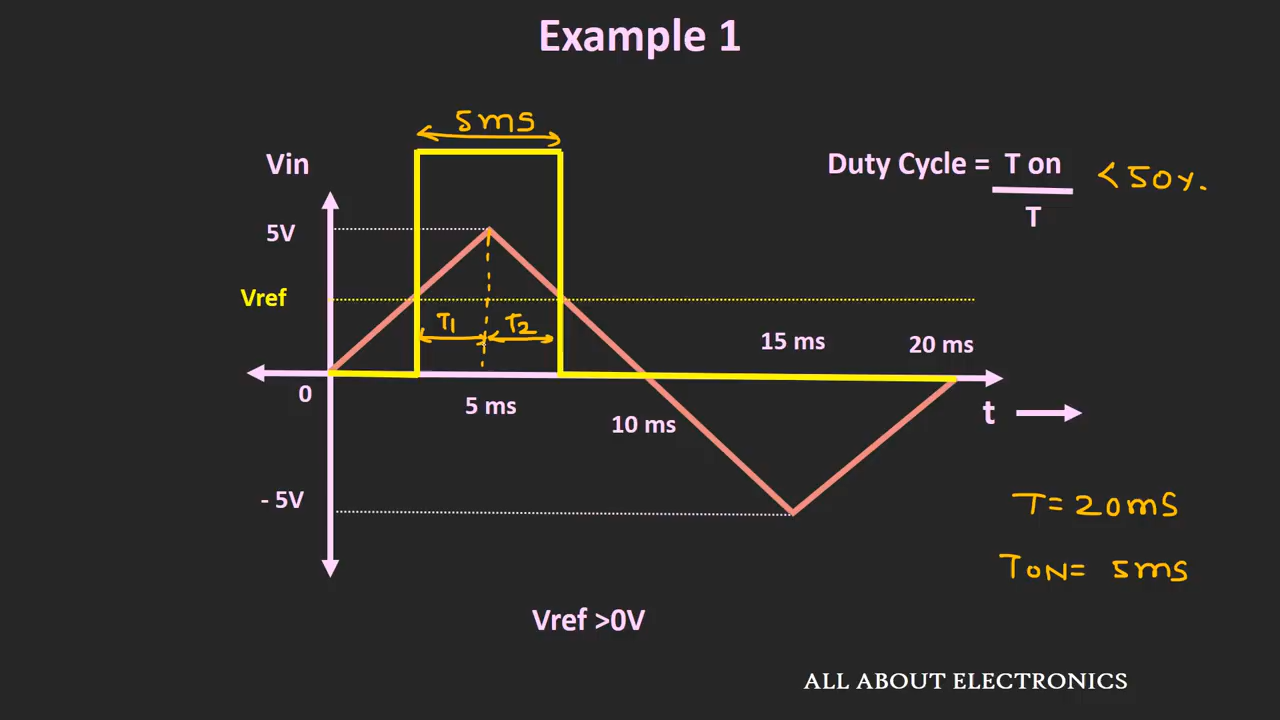 Example 1
5ms
Vin
Duty Cycle = T on
T
<50%.
5V
Vref
T1
T2
15 ms
20 ms
0
5 ms
10 ms
t
- 5V
T= 20ms
TON= 5ms
Vref >0V
ALL ABOUT ELECTRONICS